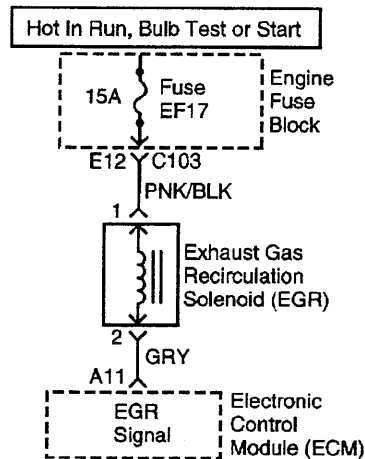 Hot In Run, Bulb Test or Start
15A
Fuse
EF17
Engine
Fuse
Block
E12
C103
PNK/BLK
1
Exhaust Gas
Recirculation
Solenoid (EGR)
2
GRY
A11
EGR
Signal
Electronic
Control
Module (ECM)